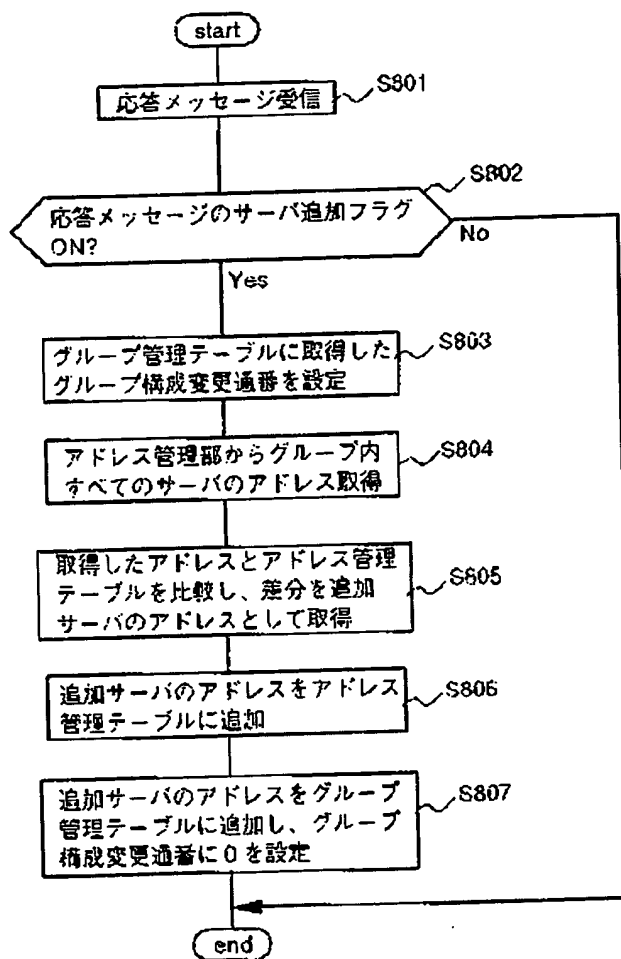 start
応答メッセージ受信
S801
S802
応答メッセージのサーバ追加フラグ
ON?
No
Yes
S803
グループ管理テーブルに取得した
グループ構成変更通番を設定
S804
アドレス管理部からグループ内
すべてのサーバのアドレス取得
取得したアドレスとアドレス管理
テーブルを比較し、差分を追加
サーバのアドレスとして取得
S805
追加サーバのアドレスをアドレス
管理テーブルに追加
S806
追加サーバのアドレスをグループ
管理テーブルに追加し、グループ
構成変更通番に0を設定
S807
end